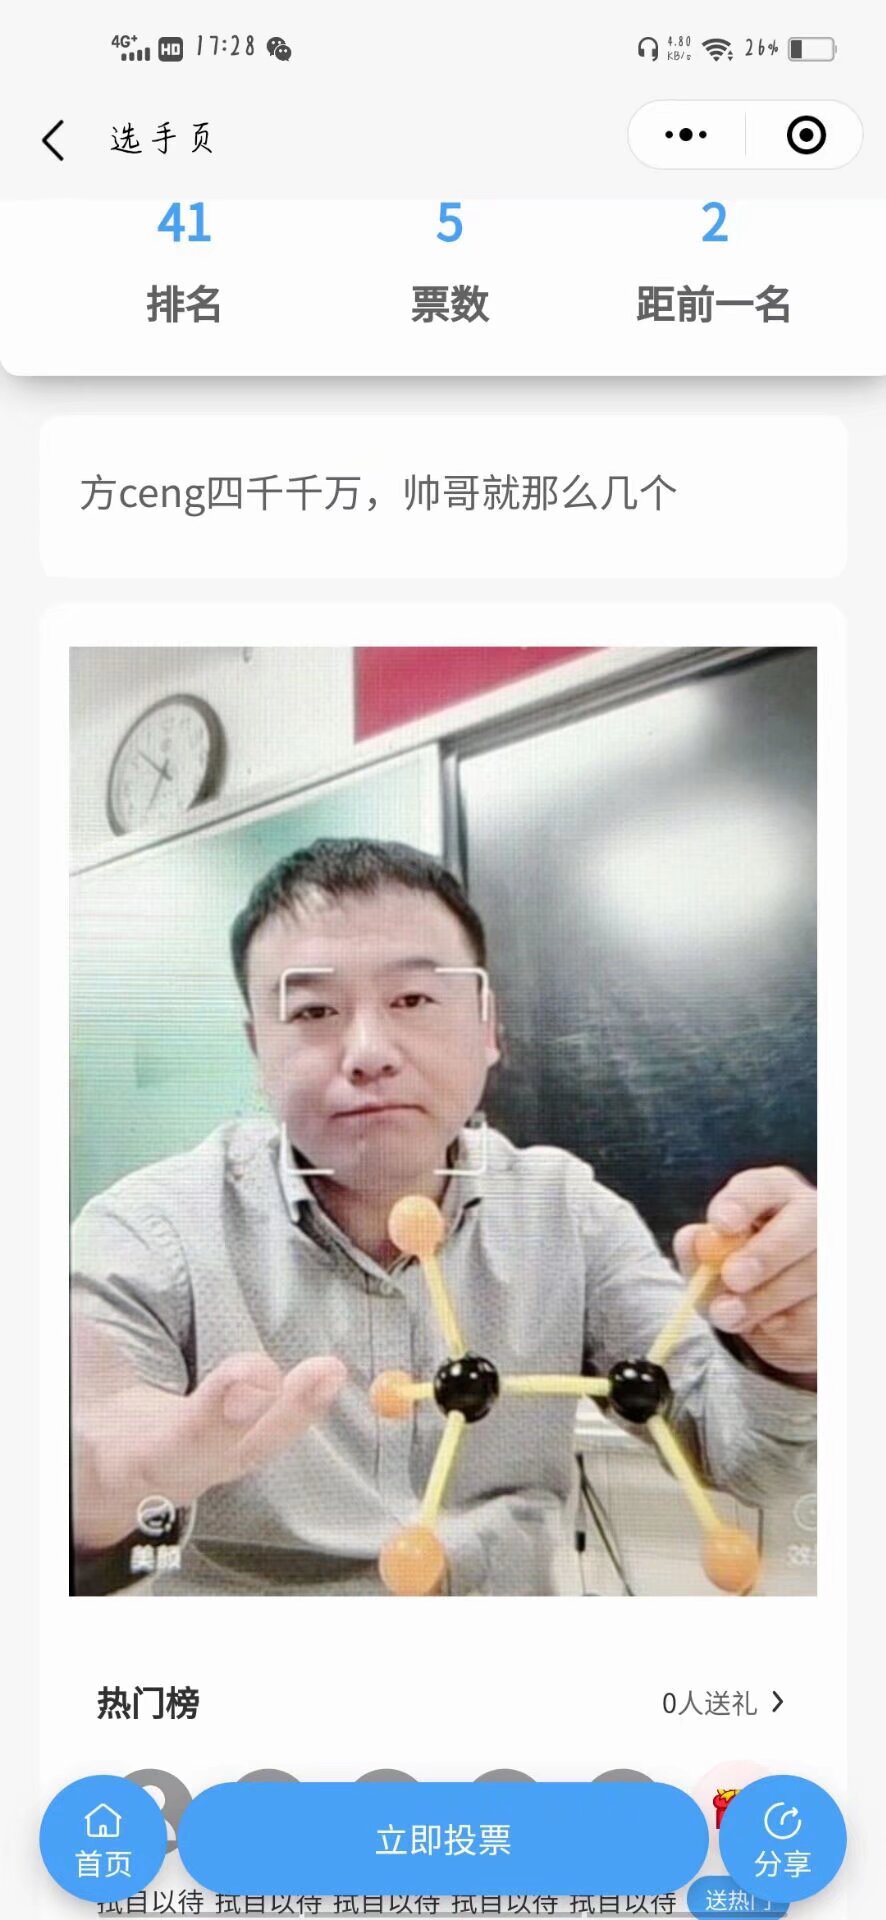 4G+ HD 17:28 4.80 KB/s 26%
选手页
41 5 2
排名 票数 距前一名
方ceng四千千万，帅哥就那么几个
美颜
热门榜 0人送礼
首页 立即投票 分享
拭目以待 拭目以待 拭目以待 拭目以待 拭目以待 送热门